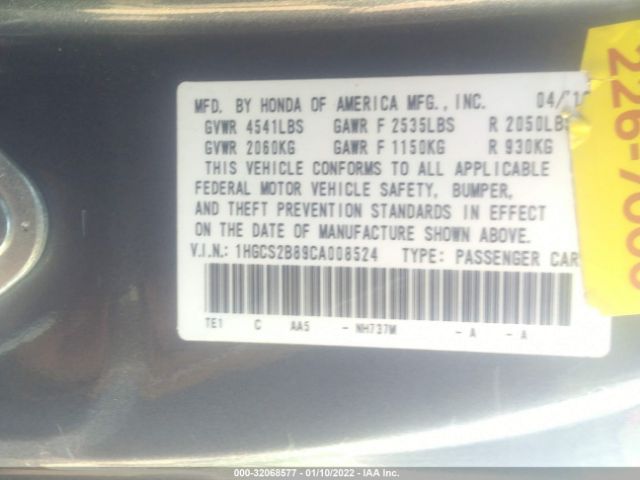 MFD. BY HONDA OF AMERICA MFG., INC.
GVWR 4541LBS GAWR F 2535LBS R 2050LBS
GVWR 2060KG GAWR F 1150KG R 930KG
THIS VEHICLE CONFORMS TO ALL APPLICABLE
FEDERAL MOTOR VEHICLE SAFETY, BUMPER,
AND THEFT PREVENTION STANDARDS IN EFFECT
ON THE DATE OF MANUFACTURE SHOWN ABOVE.
V.I.N.: 1HGCS2B89CA008524 TYPE: PASSENGER CAR
TE1 C AA5 - NH737M - A - A
000-32068577 - 01/10/2022 - IAA Inc.